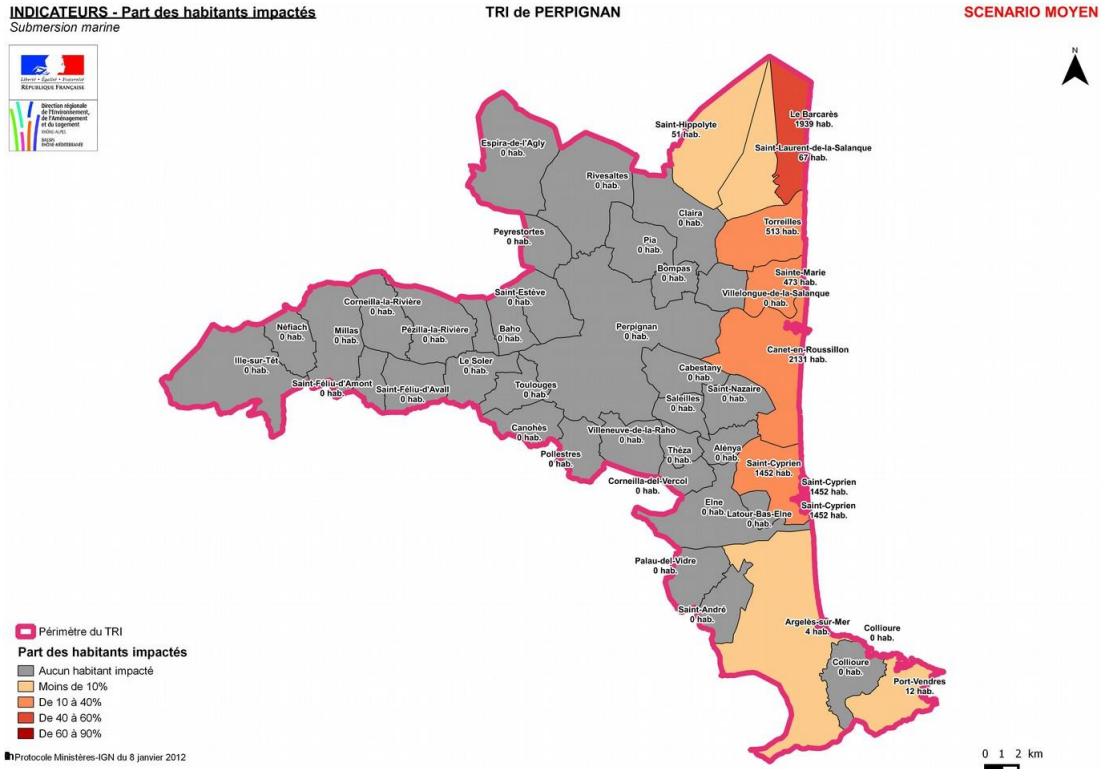 INDICATEURS - Part des habitants impactés
Submersion marine
TRI de PERPIGNAN
SCENARIO MOYEN
Liberté • Égalité • Fraternité
RÉPUBLIQUE FRANÇAISE
Direction régionale
de l'Environnement,
de l'Aménagement
et du Logement
RHÔNE-ALPES
BASSIN
RHÔNE-MÉDITERRANÉE
N
Le Barcarès
1939 hab.
Saint-Hippolyte
51 hab.
Saint-Laurent-de-la-Salanque
67 hab.
Espira-de-l'Agly
0 hab.
Rivesaltes
0 hab.
Claira
0 hab.
Torreilles
513 hab.
Peyrestortes
0 hab.
Pia
0 hab.
Bompas
0 hab.
Sainte-Marie
473 hab.
Villelongue-de-la-Salanque
0 hab.
Saint-Estève
0 hab.
Corneilla-la-Rivière
0 hab.
Néfiach
0 hab.
Millas
0 hab.
Pézilla-la-Rivière
0 hab.
Baho
0 hab.
Perpignan
0 hab.
Canet-en-Roussillon
2131 hab.
Ille-sur-Têt
0 hab.
Le Soler
0 hab.
Cabestany
0 hab.
Saint-Féliu-d'Amont
0 hab.
Saint-Féliu-d'Avall
0 hab.
Toulouges
0 hab.
Saleilles
0 hab.
Saint-Nazaire
0 hab.
Canohès
0 hab.
Villeneuve-de-la-Raho
0 hab.
Pollestres
0 hab.
Théza
0 hab.
Alénya
0 hab.
Saint-Cyprien
1452 hab.
Corneilla-del-Vercol
0 hab.
Saint-Cyprien
1452 hab.
Saint-Cyprien
1452 hab.
Elne
0 hab.
Latour-Bas-Elne
0 hab.
Palau-del-Vidre
0 hab.
Saint-André
0 hab.
Argelès-sur-Mer
4 hab.
Collioure
0 hab.
Collioure
0 hab.
Port-Vendres
12 hab.
Périmètre du TRI
Part des habitants impactés
Aucun habitant impacté
Moins de 10%
De 10 à 40%
De 40 à 60%
De 60 à 90%
Protocole Ministères-IGN du 8 janvier 2012
0 1 2 km